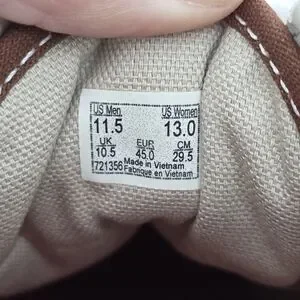 US Men US Women
11.5 13.0
UK EUR CM
10.5 45.0 29.5
721356 Made in Vietnam
Fabriqué en Vietnam